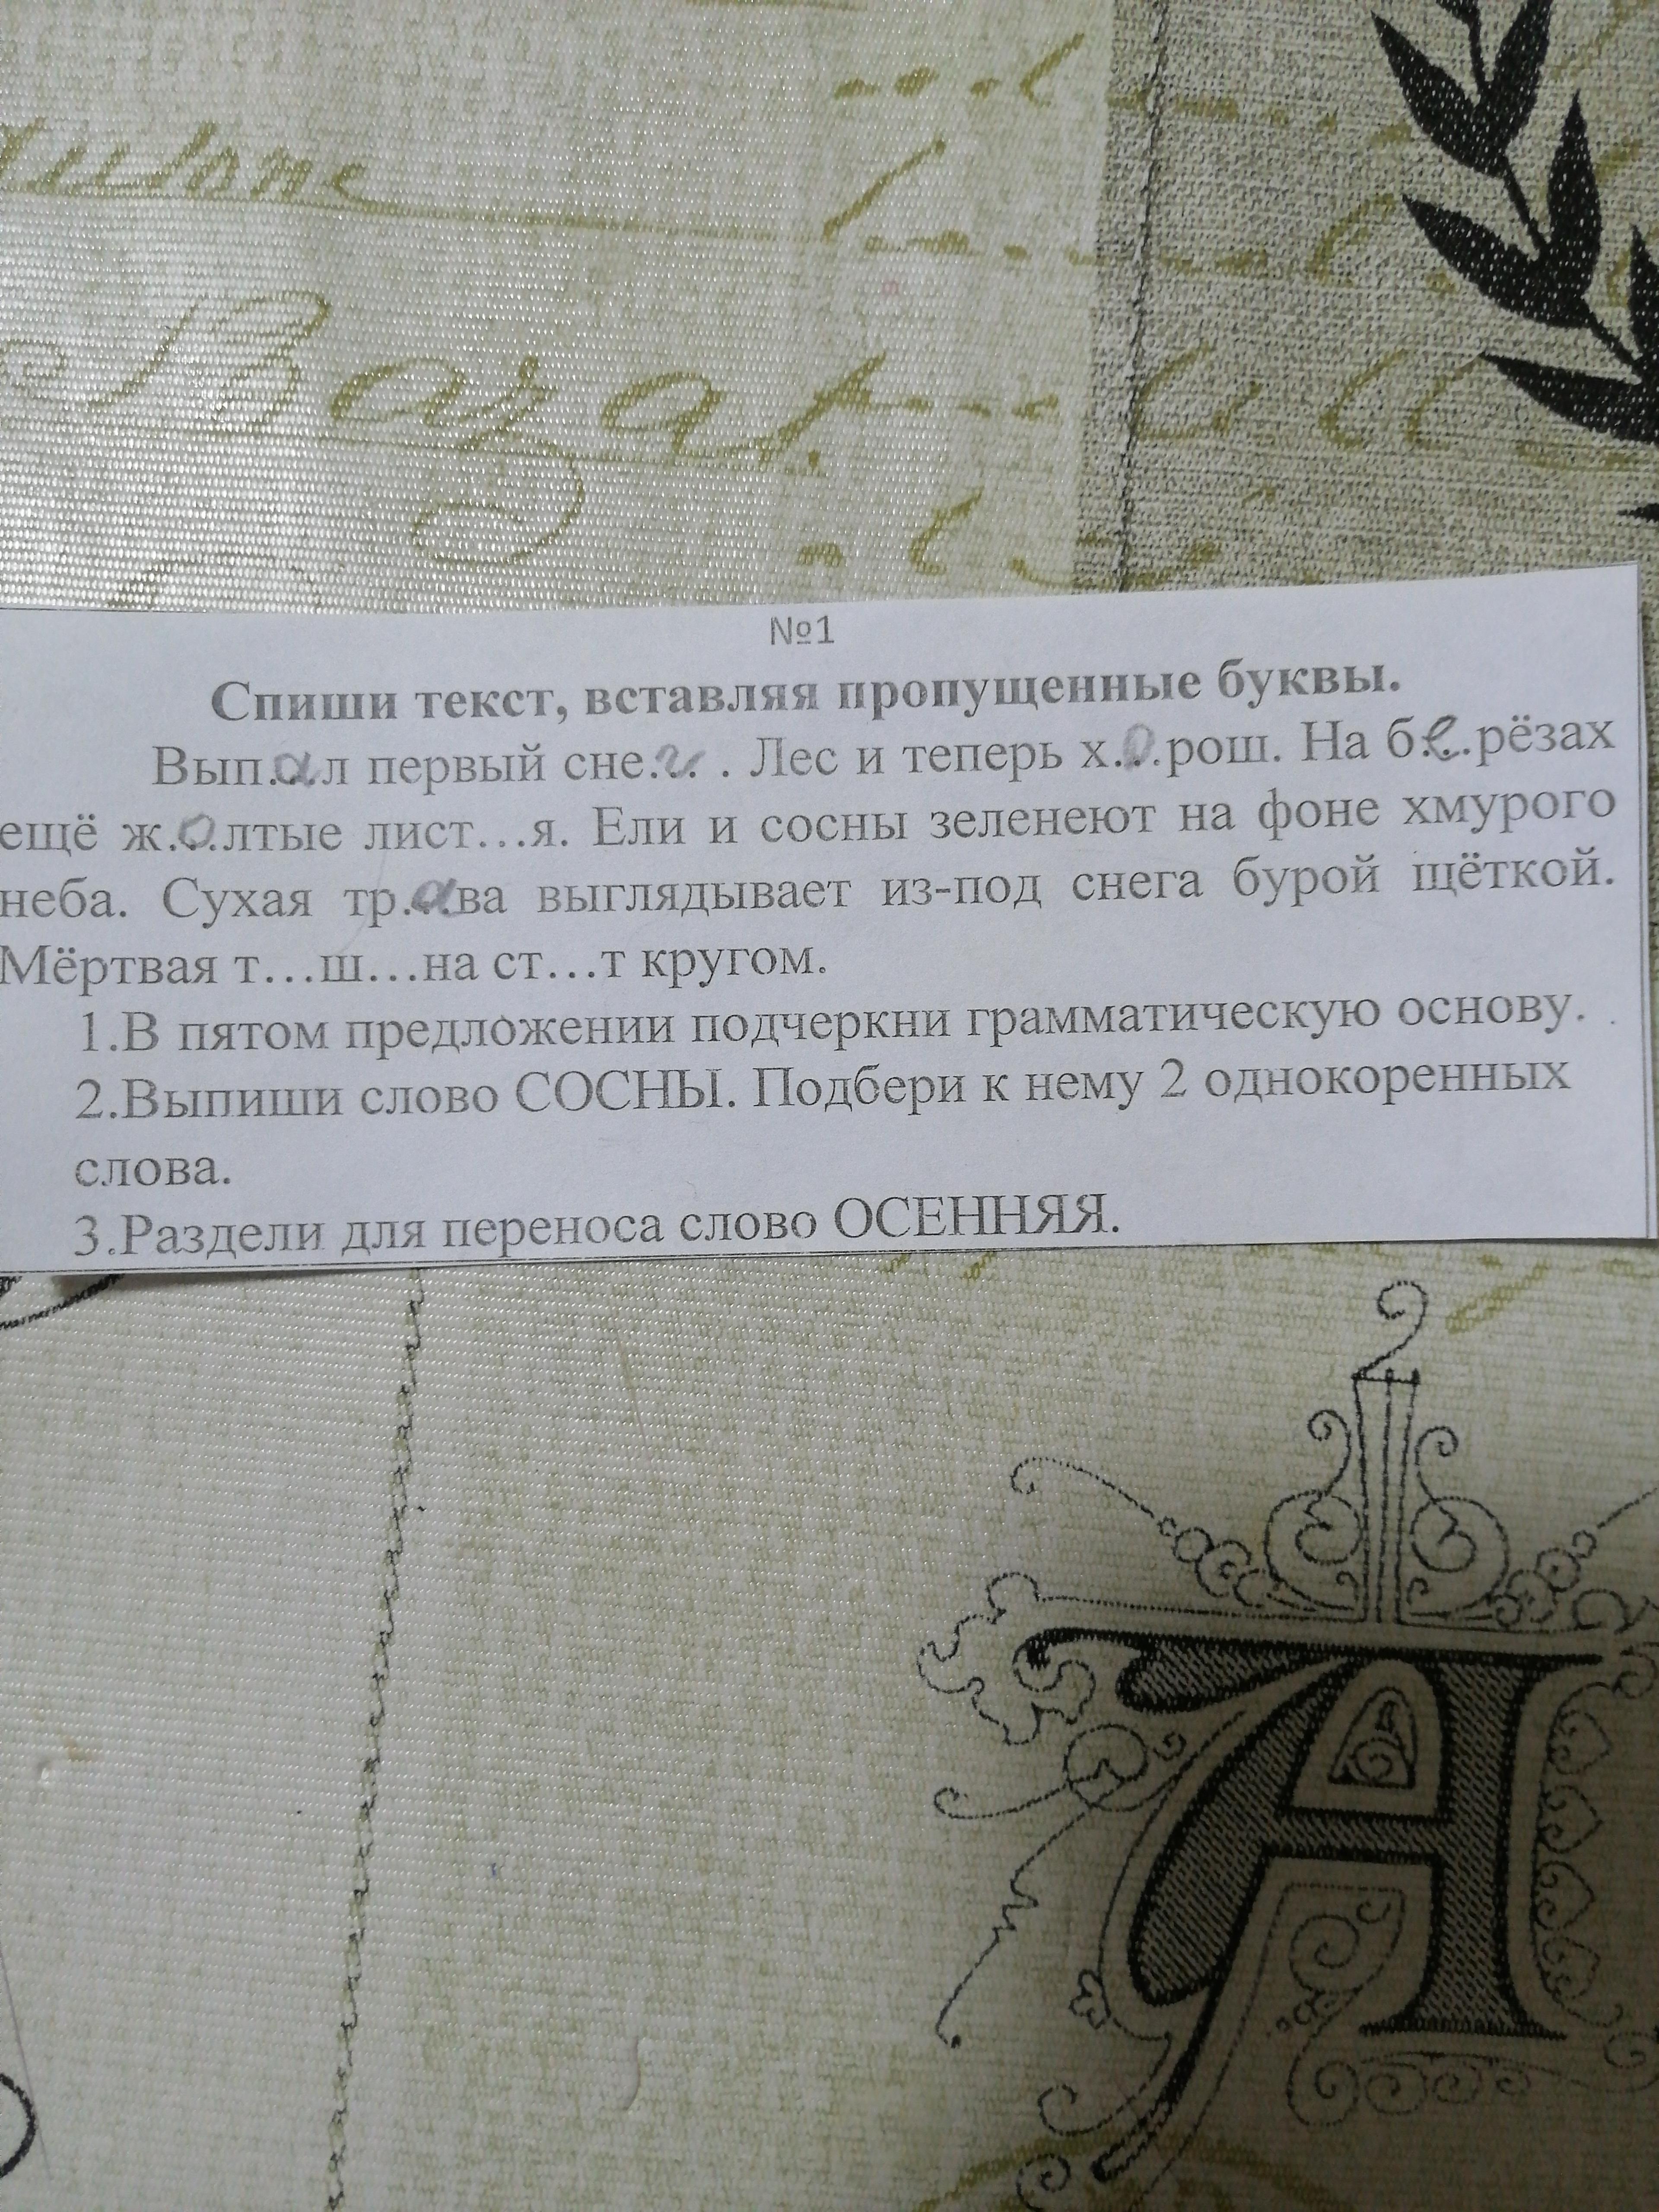 №1
Спиши текст, вставляя пропущенные буквы.
Вып.а.л первый сне.г. . Лес и теперь х.о.рош. На б.е.рёзах
ещё ж.о.лтые лист...я. Ели и сосны зеленеют на фоне хмурого
неба. Сухая тр.а.ва выглядывает из-под снега бурой щёткой.
Мёртвая т...ш...на ст...т кругом.
1.В пятом предложении подчеркни грамматическую основу.
2.Выпиши слово СОСНЫ. Подбери к нему 2 однокоренных
слова.
3.Раздели для переноса слово ОСЕННЯЯ.
A